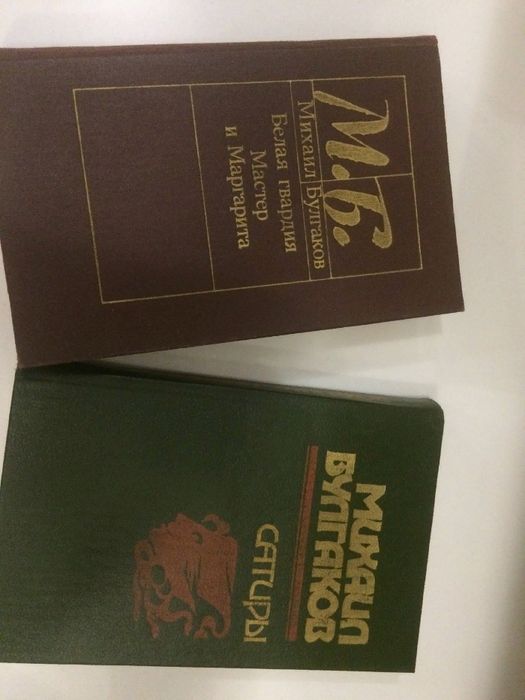 М.Б.
Михаил Булгаков
Белая гвардия
Мастер
и Маргарита
МИХАИЛ
БУЛГАКОВ
САТИРЫ